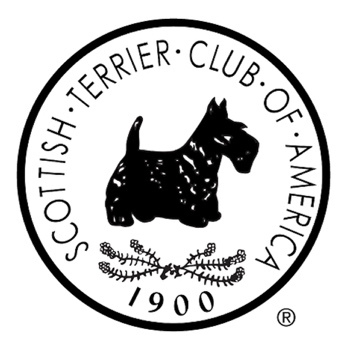 SCOTTISH · TERRIER · CLUB · OF · AMERICA
1900
®